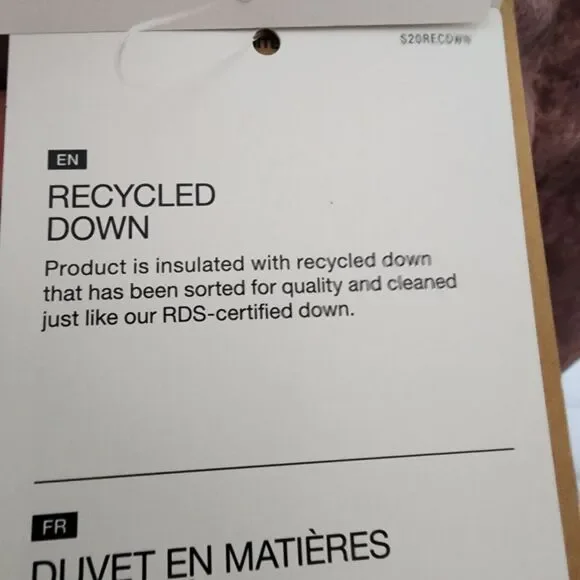 S20RECDWN
EN
RECYCLED
DOWN
Product is insulated with recycled down
that has been sorted for quality and cleaned
just like our RDS-certified down.
FR
DUVET EN MATIÈRES